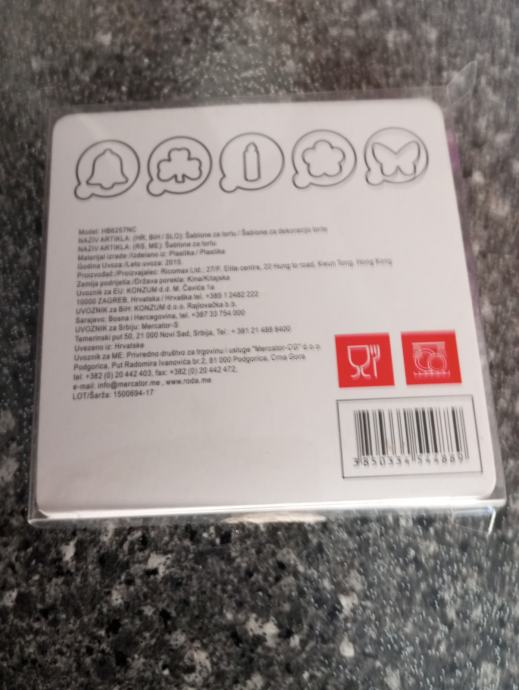 Model: HB8257NC
NAZIV ARTIKLA: (HR, BiH / SLO): Šablone za tortu / Šablone za dekoracijo torte
NAZIV ARTIKLA: (RS, ME): Šablone za tortu
Materijal izrade/Izdelano iz: Plastika / Plastika
Godina Uvoza:/Leto uvoza: 2015.
Proizvođač:/Proizvajalec: Ricomax Ltd., 27/F, Elite centre, 22 Hung to road, Kwun Tong, Hong Kong
Zemlja podrijetla:/Država porekla: Kina/Kitajska
Uvoznik za EU: KONZUM d.d. M. Čavića 1a
10000 ZAGREB, Hrvatska / Hrvaška tel. +385 1 2482 222
UVOZNIK za BiH: KONZUM d.o.o. Rajlovačka b.b.
Sarajevo, Bosna i Hercegovina, tel. +387 33 754 000
UVOZNIK za Srbiju: Mercator-S
Temerinski put 50, 21 000 Novi Sad, Srbija, Tel: + 381 21 488 8400
Uvezeno iz: Hrvatske
Uvoznik za ME: Privredno društvo za trgovinu i usluge "Mercator-CG" d.o.o.
Podgorica, Put Radomira Ivanovića br.2, 81 000 Podgorica, Crna Gora
tel: +382 (0) 20 442 403, fax: +382 (0) 20 442 472,
e-mail: info@mercator.me , www.roda.me
LOT/Šarža: 1500694-17
3850334544889